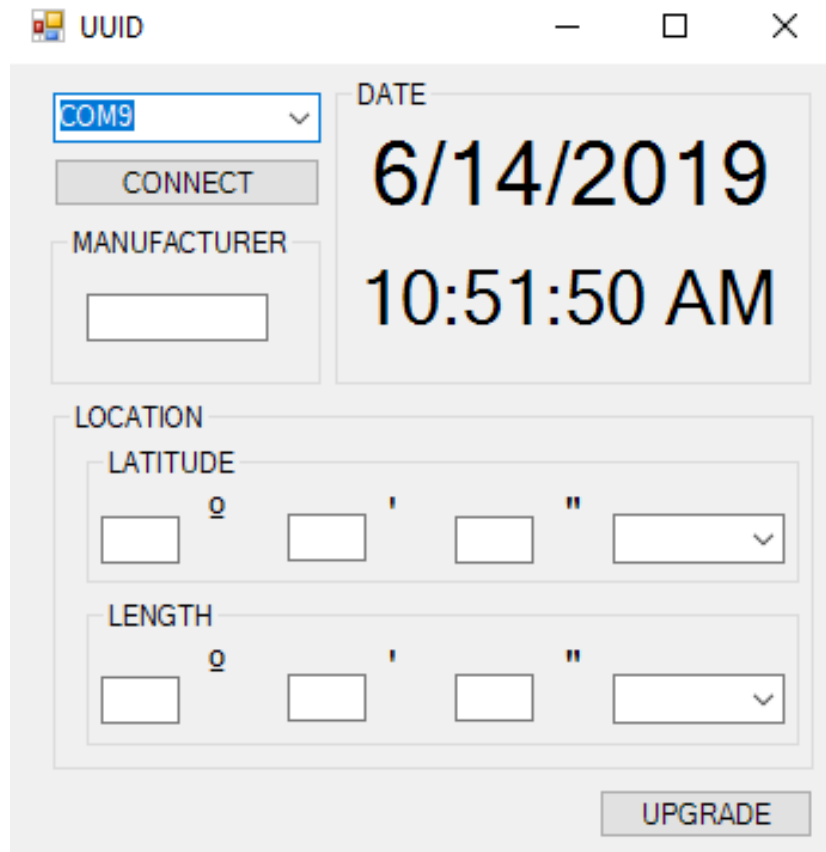 UUID
COM9
CONNECT
MANUFACTURER
DATE
6/14/2019
10:51:50 AM
LOCATION
LATITUDE
º ' "
LENGTH
º ' "
UPGRADE